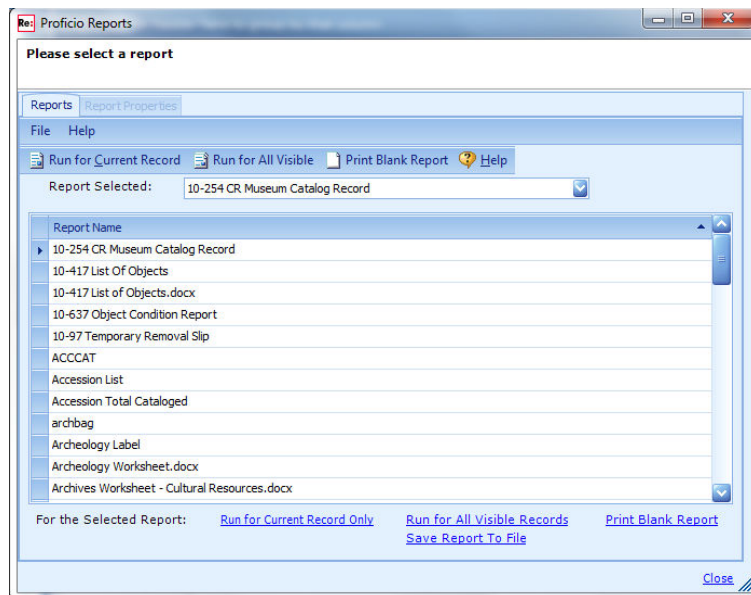 Re: Proficio Reports
Please select a report
Reports Report Properties
File Help
Run for Current Record Run for All Visible Print Blank Report Help
Report Selected: 10-254 CR Museum Catalog Record
Report Name
10-254 CR Museum Catalog Record
10-417 List Of Objects
10-417 List of Objects.docx
10-637 Object Condition Report
10-97 Temporary Removal Slip
ACCCAT
Accession List
Accession Total Cataloged
archbag
Archeology Label
Archeology Worksheet.docx
Archives Worksheet - Cultural Resources.docx
For the Selected Report: Run for Current Record Only Run for All Visible Records Print Blank Report
Save Report To File
Close